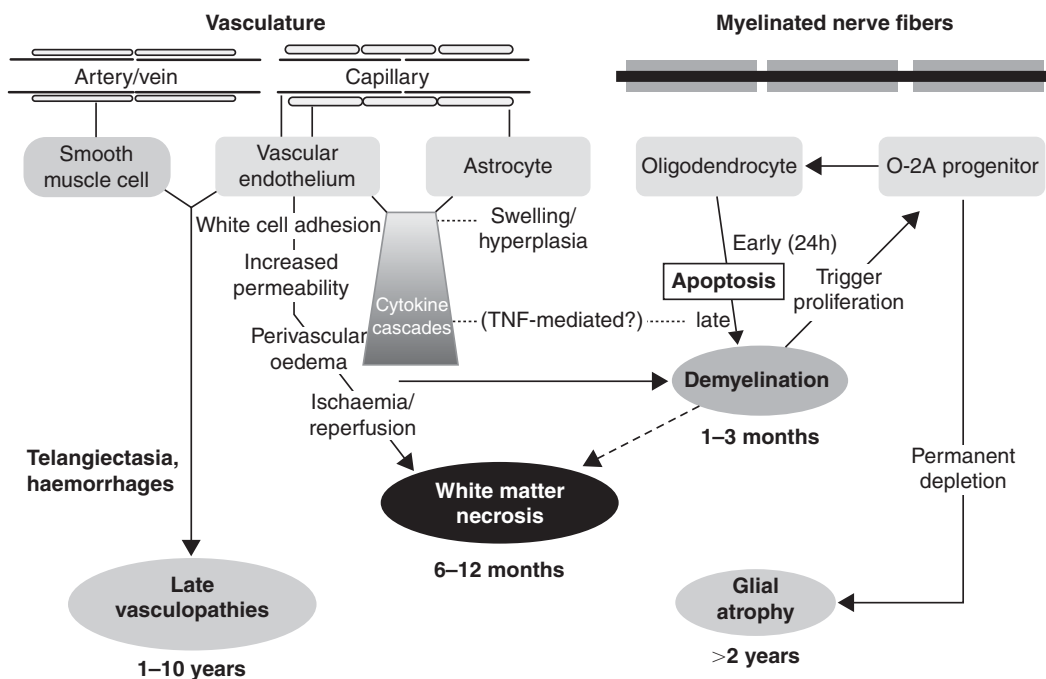 Vasculature
Myelinated nerve fibers
Artery/vein
Capillary
Smooth
muscle cell
Vascular
endothelium
Astrocyte
Oligodendrocyte
O-2A progenitor
White cell adhesion
Swelling/
hyperplasia
Increased
permeability
Cytokine
cascades
(TNF-mediated?)
Early (24h)
Apoptosis
late
Trigger
proliferation
Perivascular
oedema
Ischaemia/
reperfusion
Demyelination
1–3 months
Telangiectasia,
haemorrhages
White matter
necrosis
6–12 months
Permanent
depletion
Late
vasculopathies
1–10 years
Glial
atrophy
>2 years